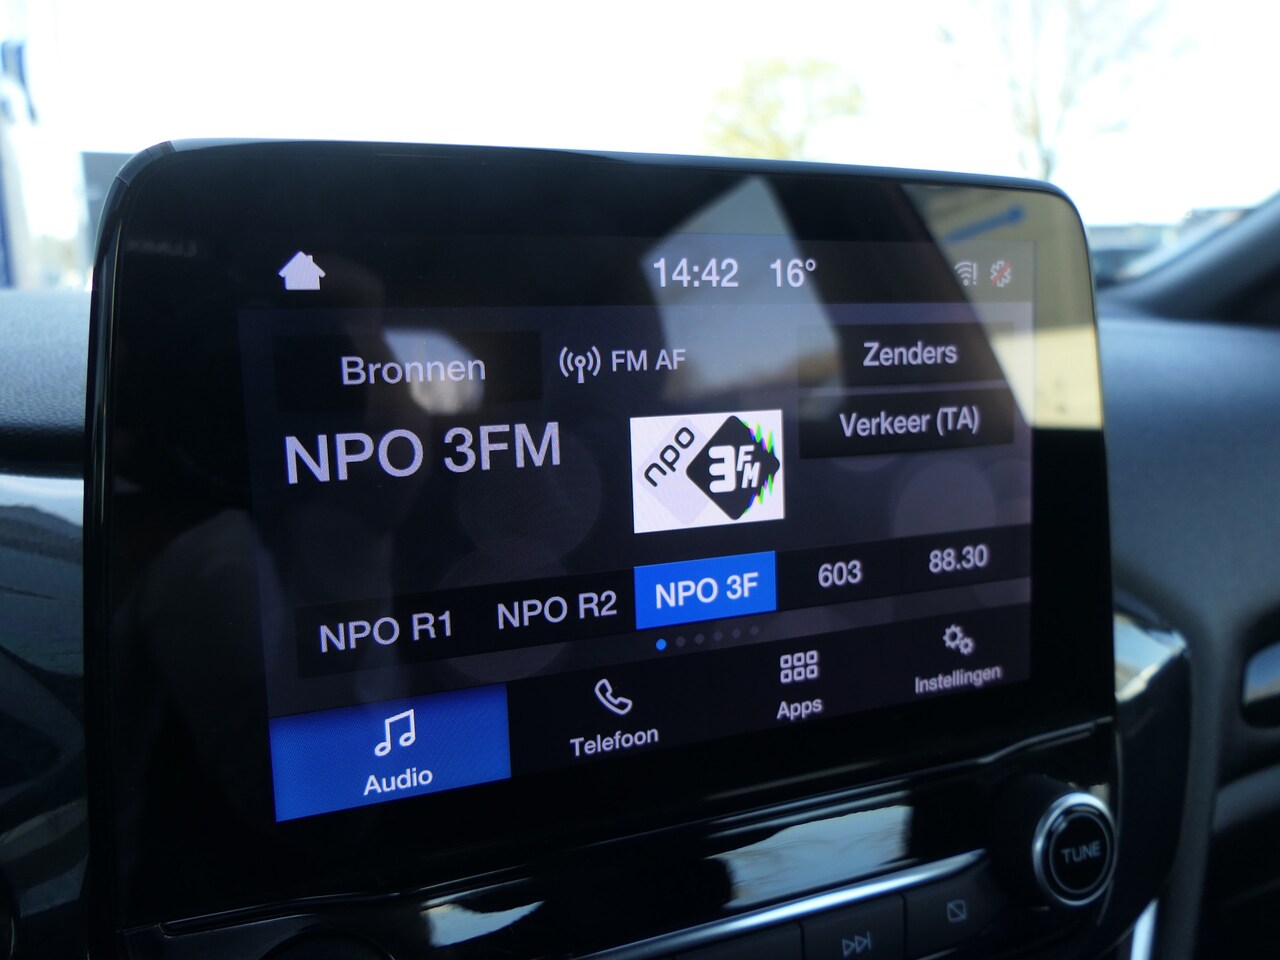 14:42 16°
Bronnen
FM AF
Zenders
NPO 3FM
npo
3FM
Verkeer (TA)
NPO R1
NPO R2
NPO 3F
603
88.30
Audio
Telefoon
Apps
Instellingen
TUNE